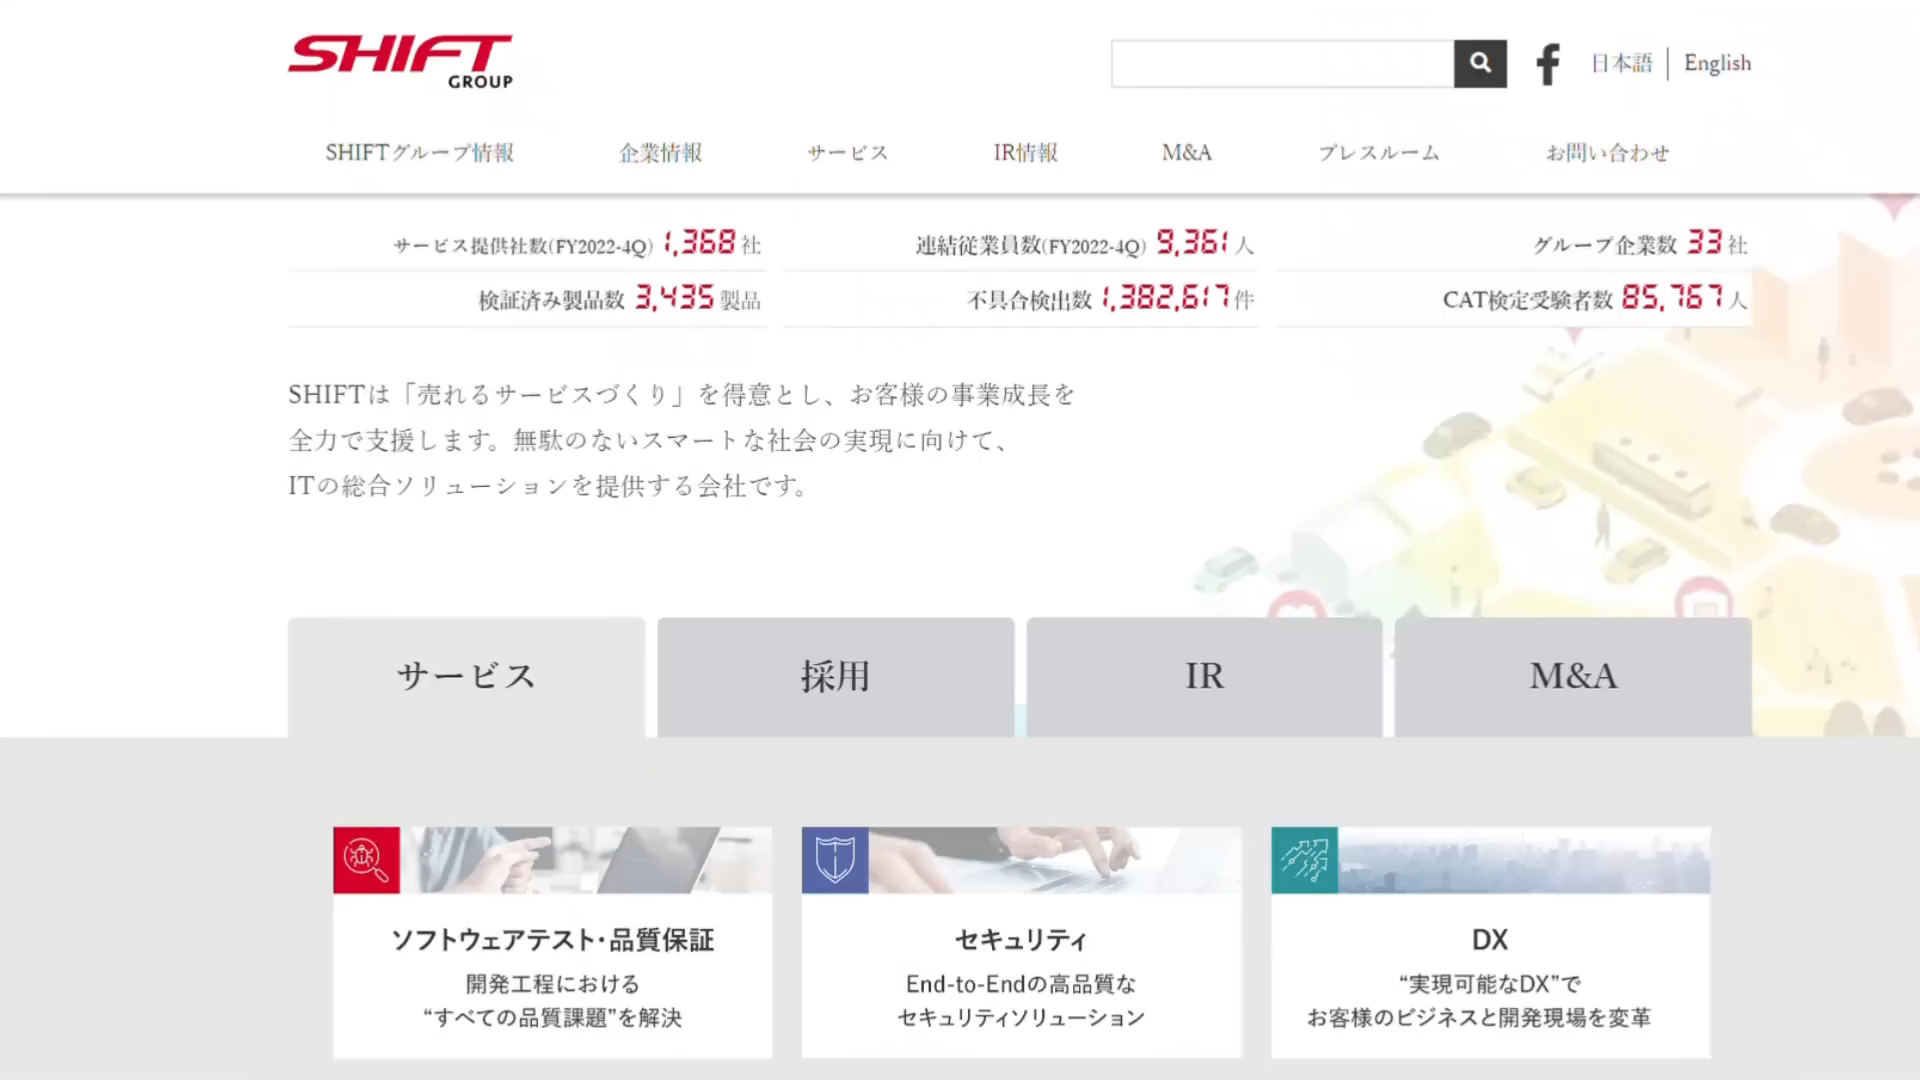 SHIFT
GROUP
日本語 | English
SHIFTグループ情報 企業情報 サービス IR情報 M&A プレスルーム お問い合わせ
サービス提供社数(FY2022-4Q) 1,368 社 連結従業員数(FY2022-4Q) 9,361 人 グループ企業数 33 社
検証済み製品数 3,435 製品 不具合検出数 1,382,617 件 CAT検定受験者数 85,767 人
SHIFTは「売れるサービスづくり」を得意とし、お客様の事業成長を
全力で支援します。無駄のないスマートな社会の実現に向けて、
ITの総合ソリューションを提供する会社です。
サービス 採用 IR M&A
ソフトウェアテスト・品質保証
開発工程における
“すべての品質課題”を解決
セキュリティ
End-to-Endの高品質な
セキュリティソリューション
DX
“実現可能なDX”で
お客様のビジネスと開発現場を変革